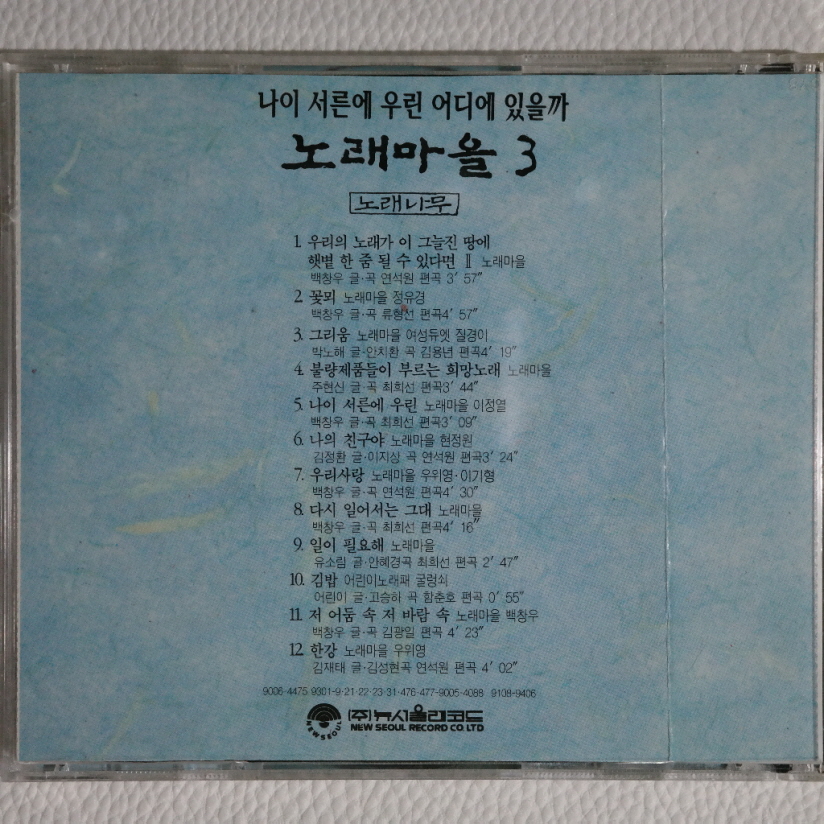 나이 서른에 우린 어디에 있을까
노래마을 3
노래나무
1. 우리의 노래가 이 그늘진 땅에
햇볕 한 줌 될 수 있다면 Ⅱ 노래마을
백창우 글·곡 연석원 편곡 3′ 57″
2. 꽃뫼 노래마을 정유경
백창우 글·곡 류형선 편곡4′ 57″
3. 그리움 노래마을 여성듀엣 질경이
박노해 글·안치환 곡 김용년 편곡4′ 19″
4. 불량제품들이 부르는 희망노래 노래마을
주현신 글·곡 최희선 편곡3′ 44″
5. 나이 서른에 우린 노래마을 이정열
백창우 글·곡 최희선 편곡3′ 09″
6. 나의 친구야 노래마을 현정원
김정환 글·이지상 곡 연석원 편곡3′ 24″
7. 우리사랑 노래마을 우위영·이기형
백창우 글·곡 연석원 편곡4′ 30″
8. 다시 일어서는 그대 노래마을
백창우 글·곡 최희선 편곡4′ 16″
9. 일이 필요해 노래마을
유소림 글·안혜경곡 최희선 편곡 2′ 47″
10. 김밥 어린이노래패 굴렁쇠
어린이 글·고승하 곡 함춘호 편곡 0′ 55″
11. 저 어둠 속 저 바람 속 노래마을 백창우
백창우 글·곡 김광일 편곡 4′ 23″
12. 한강 노래마을 우위영
김재태 글·김성현곡 연석원 편곡 4′ 02″
9006-4475 9301-9·21·22·23·31·476-477-9005-4088 9108-9406
NEW SEOUL
(주)뉴서울레코드
NEW SEOUL RECORD CO. LTD